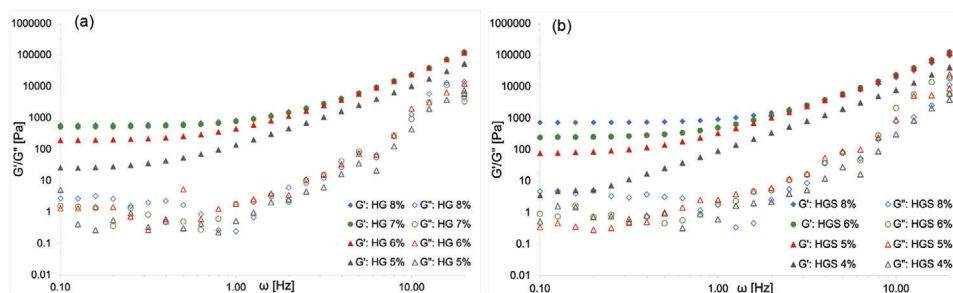 (a)
1000000
100000
10000
1000
100
10
1
0.1
0.01
G'/G'' [Pa]
0.10
1.00
10.00
ω [Hz]
G': HG 8%
G'': HG 8%
G': HG 7%
G'': HG 7%
G': HG 6%
G'': HG 6%
G': HG 5%
G'': HG 5%
(b)
1000000
100000
10000
1000
100
10
1
0.1
0.01
G'/G'' [Pa]
0.10
1.00
10.00
ω [Hz]
G': HGS 8%
G'': HGS 8%
G': HGS 6%
G'': HGS 6%
G': HGS 5%
G'': HGS 5%
G': HGS 4%
G'': HGS 4%